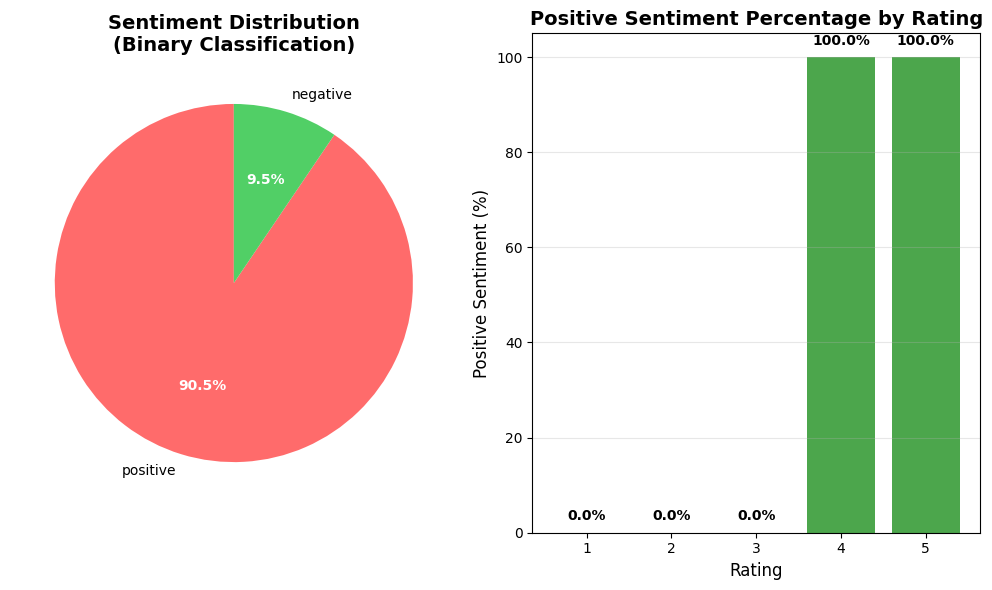 Sentiment Distribution
(Binary Classification)
negative
9.5%
90.5%
positive
Positive Sentiment Percentage by Rating
100.0% 100.0%
100
80
60
40
20
0
Positive Sentiment (%)
0.0% 0.0% 0.0%
1 2 3 4 5
Rating